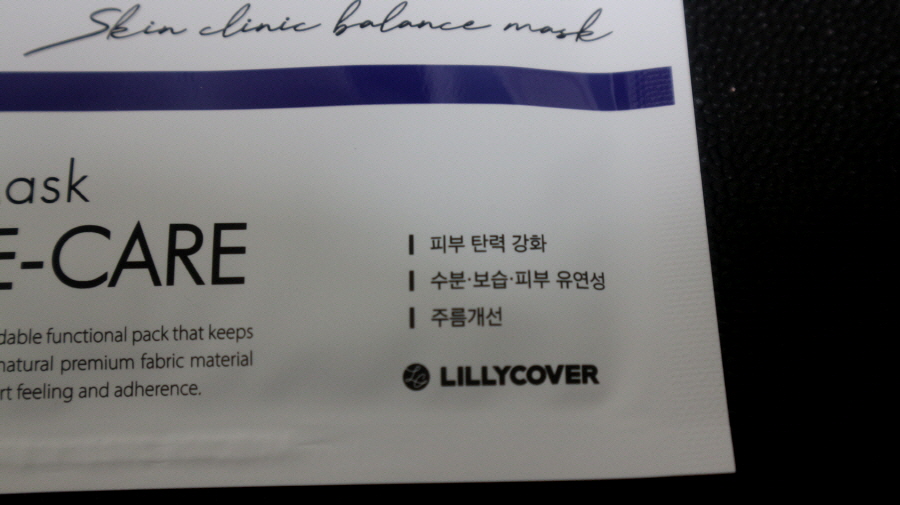 Skin clinic balance mask
ask
E-CARE
피부 탄력 강화
수분·보습·피부 유연성
주름개선
dable functional pack that keeps
natural premium fabric material
rt feeling and adherence.
LILLYCOVER